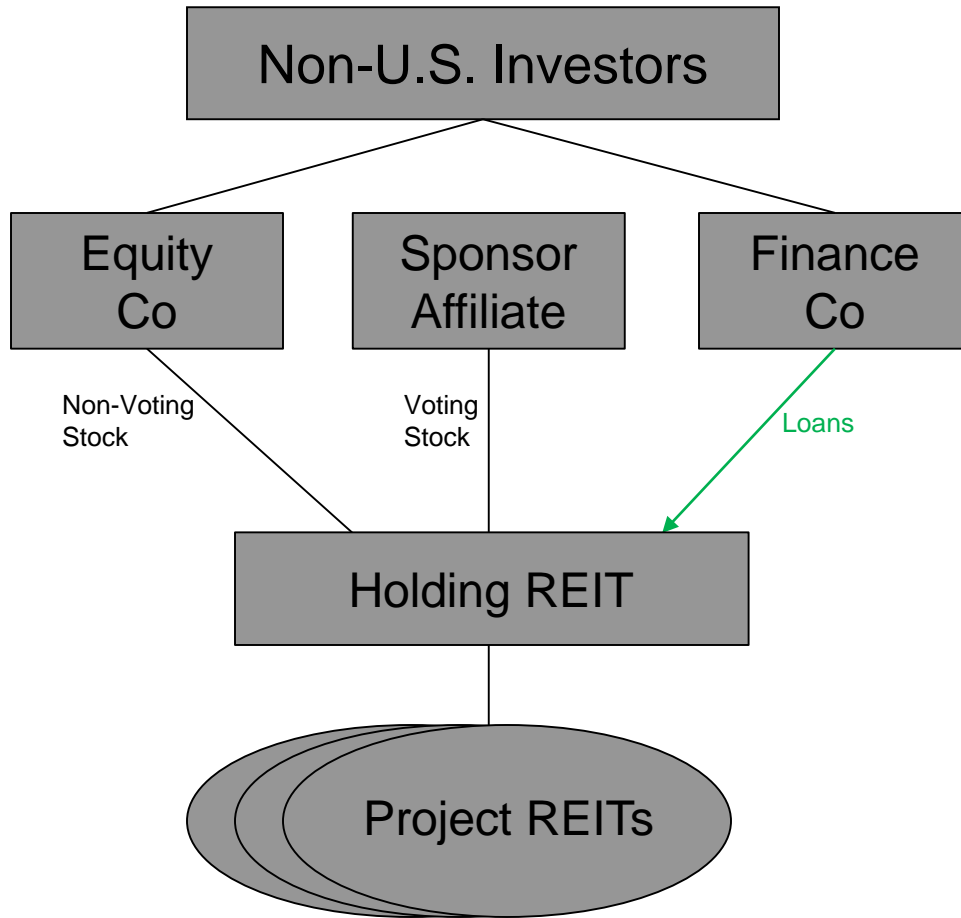 Non-U.S. Investors
Equity
Co
Sponsor
Affiliate
Finance
Co
Non-Voting
Stock
Voting
Stock
Loans
Holding REIT
Project REITs